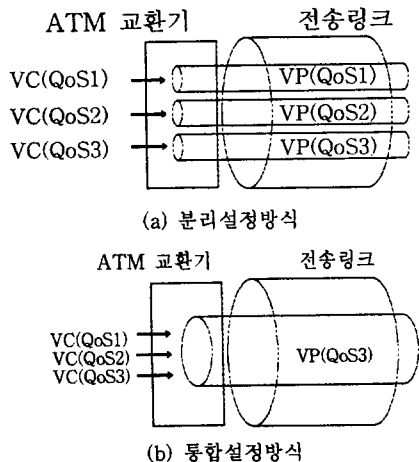 ATM 교환기 전송링크
VC(QoS1) VP(QoS1)
VC(QoS2) VP(QoS2)
VC(QoS3) VP(QoS3)
(a) 분리설정방식
ATM 교환기 전송링크
VC(QoS1)
VC(QoS2) VP(QoS3)
VC(QoS3)
(b) 통합설정방식